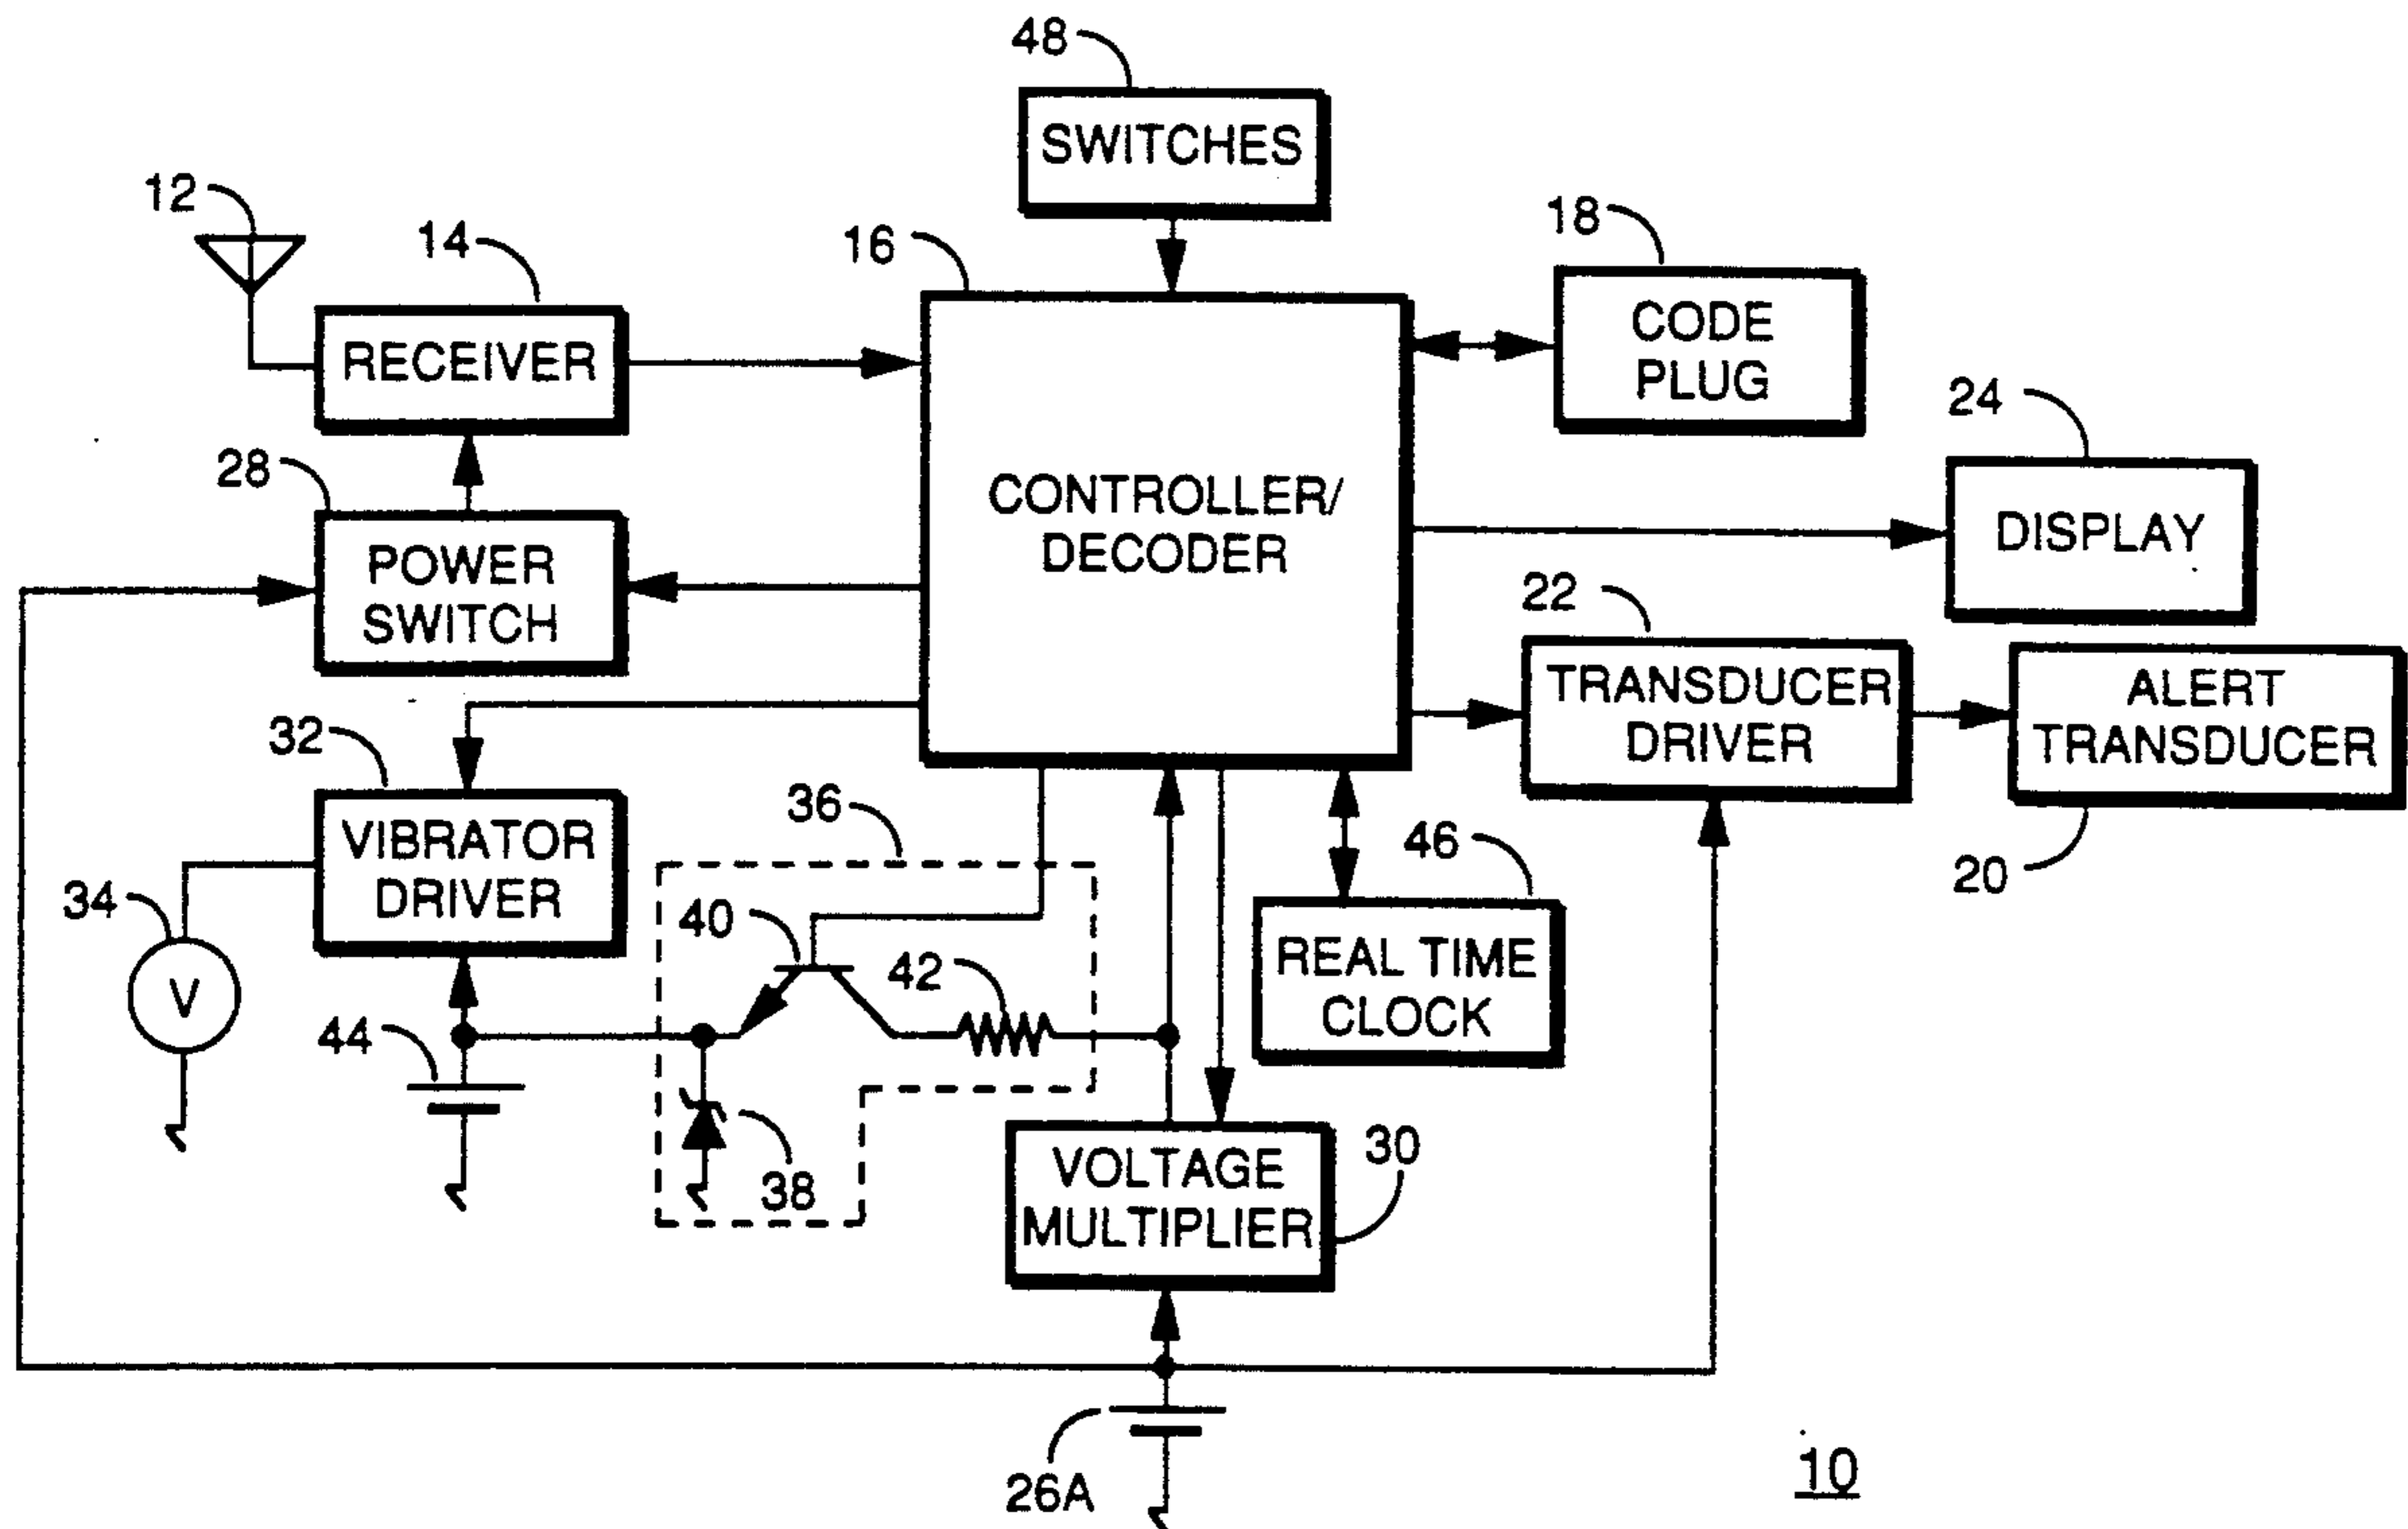 48
SWITCHES
12
14
16
18
RECEIVER
CODE
PLUG
24
28
CONTROLLER/
DECODER
DISPLAY
POWER
SWITCH
22
TRANSDUCER
DRIVER
ALERT
TRANSDUCER
32
36
20
VIBRATOR
DRIVER
46
34
40
42
REAL TIME
CLOCK
V
44
38
VOLTAGE
MULTIPLIER
30
26A
10